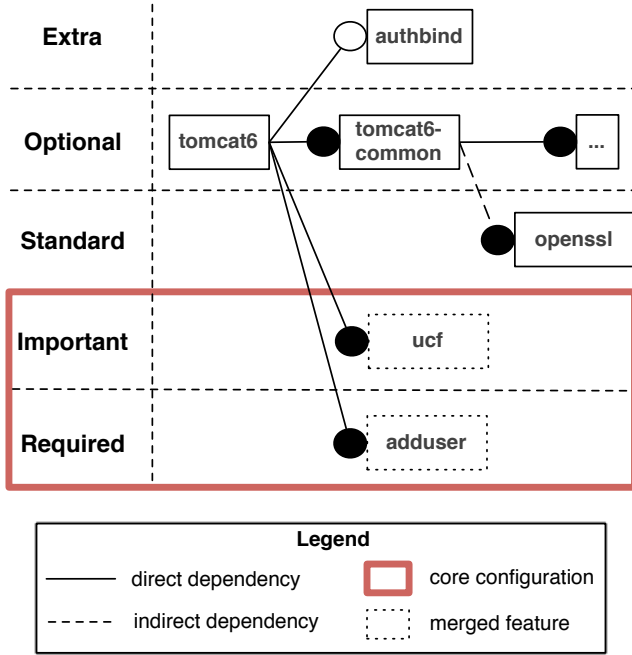 Extra
authbind
Optional
tomcat6
tomcat6-
common
...
Standard
openssl
Important
ucf
Required
adduser
Legend
direct dependency
core configuration
indirect dependency
merged feature